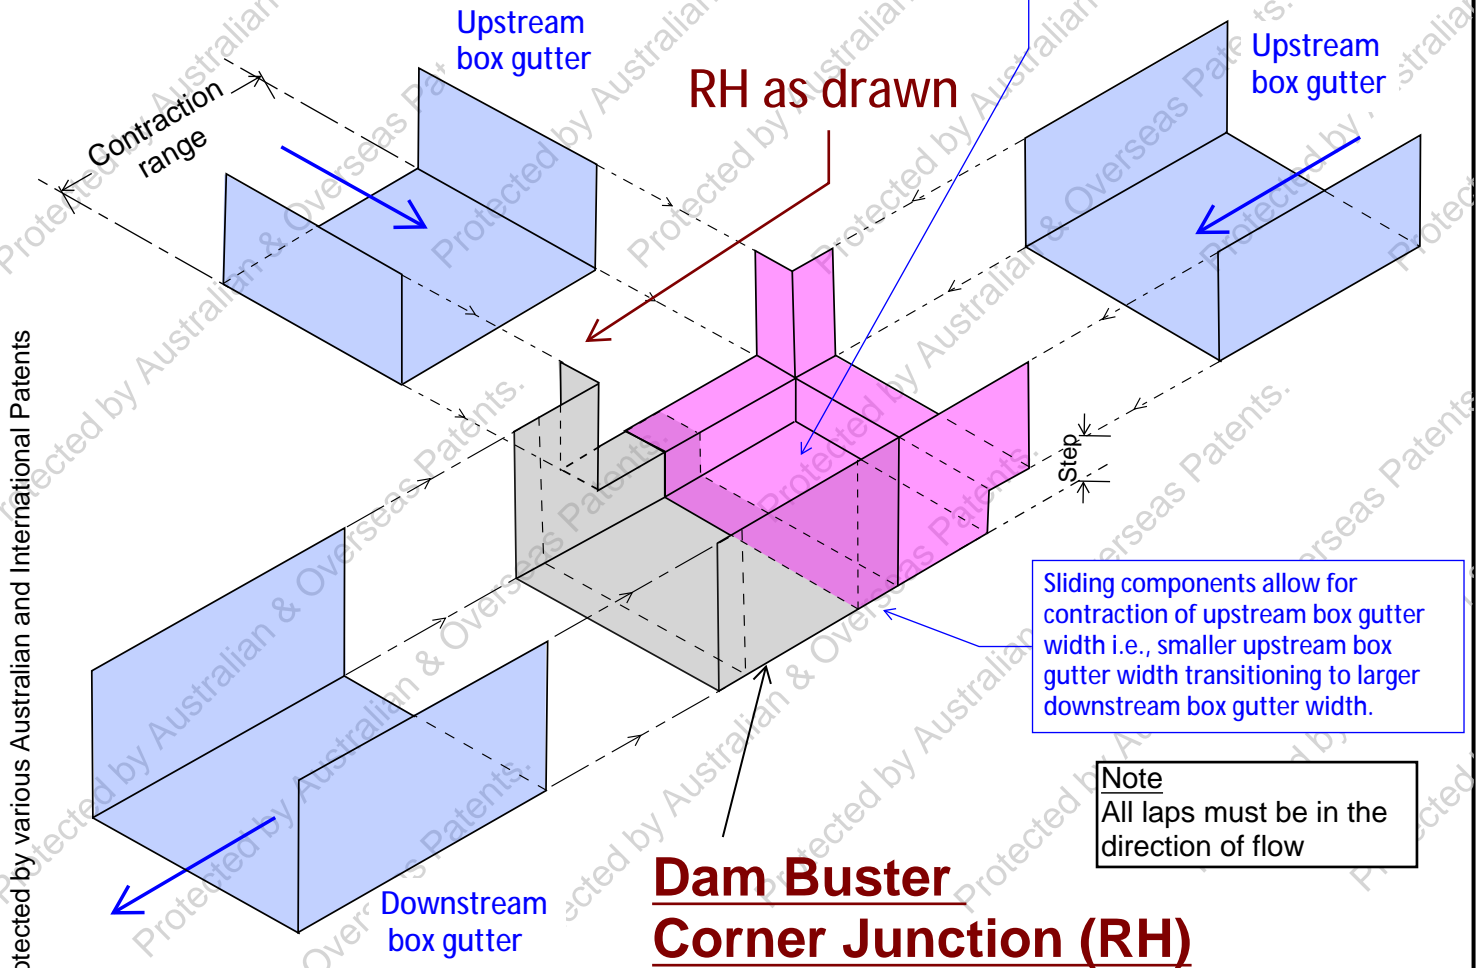 Upstream
box gutter
RH as drawn
Upstream
box gutter
Contraction
range
Step
Sliding components allow for
contraction of upstream box gutter
width i.e., smaller upstream box
gutter width transitioning to larger
downstream box gutter width.
Note
All laps must be in the
direction of flow
Downstream
box gutter
Dam Buster
Corner Junction (RH)
by various Australian and International Patents
Protected by Australian & Overseas Patents.